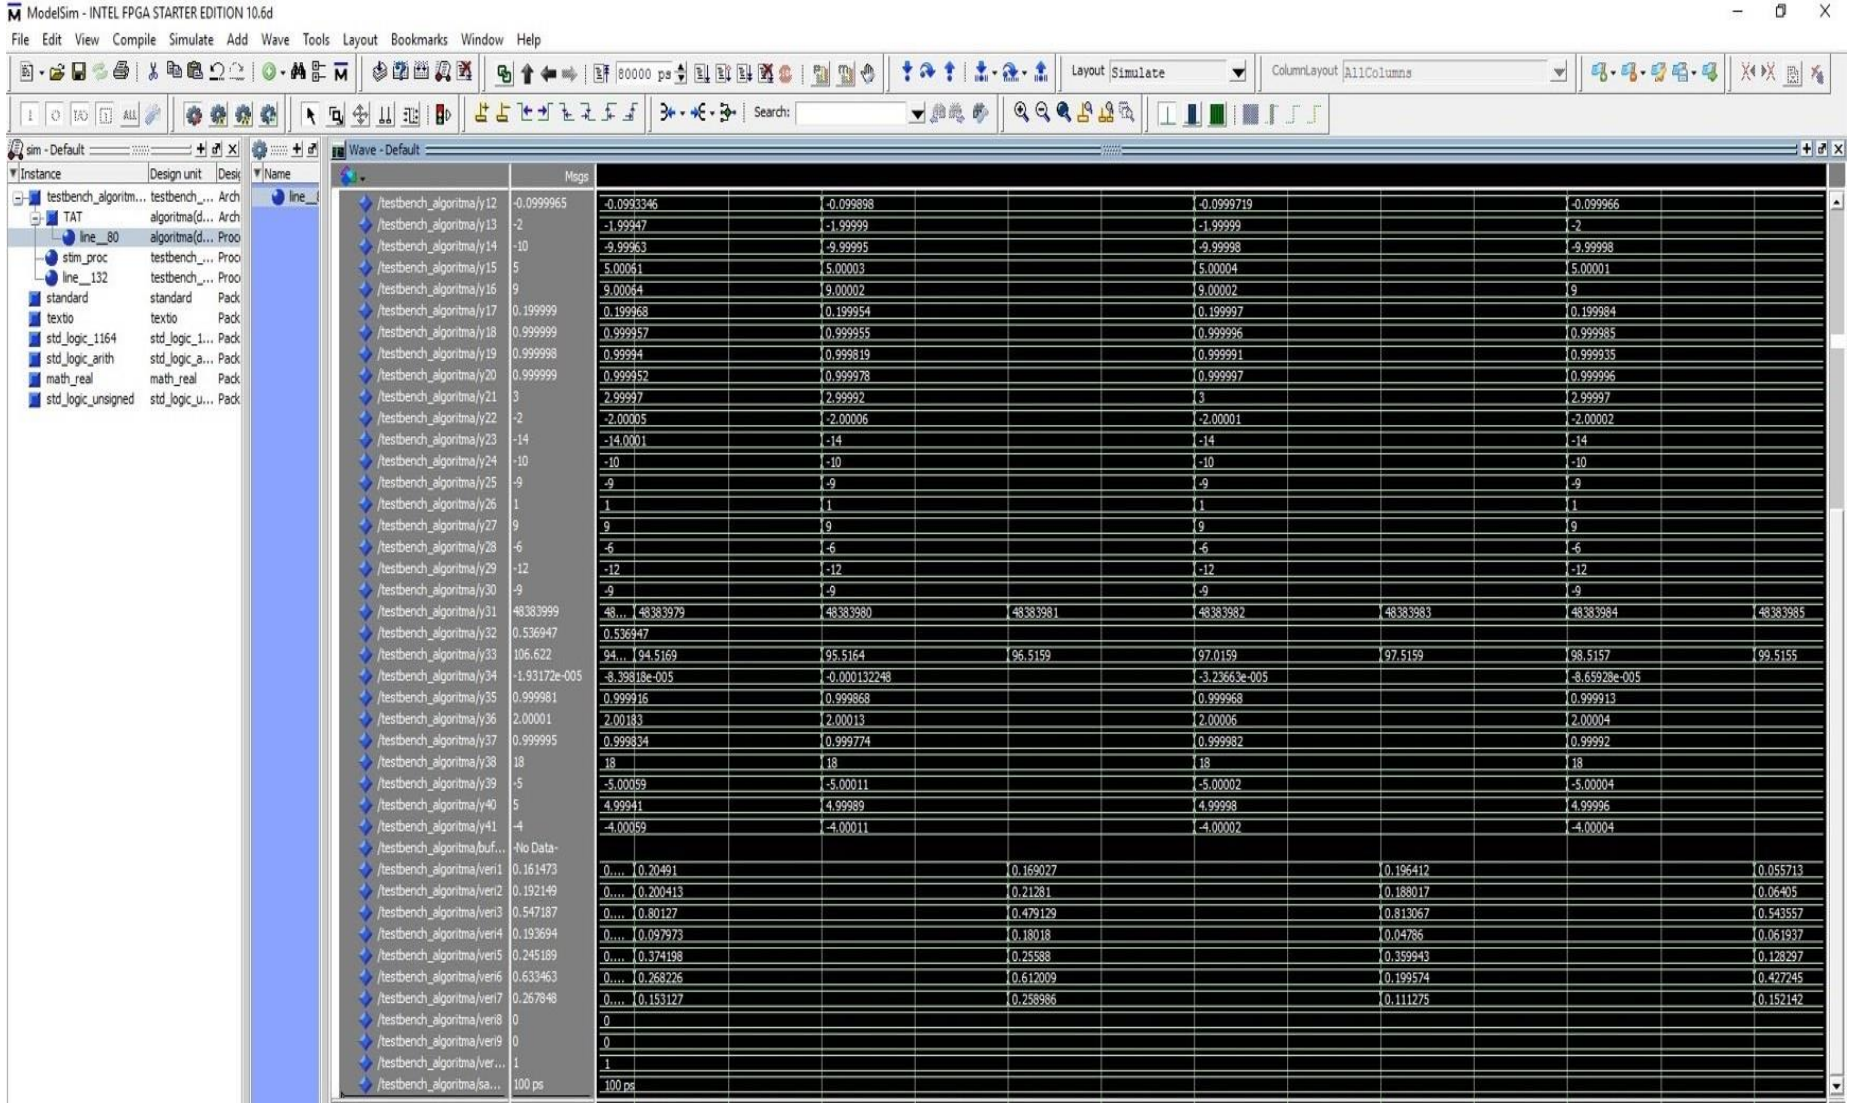 ModelSim - INTEL FPGA STARTER EDITION 10.6d
File Edit View Compile Simulate Add Wave Tools Layout Bookmarks Window Help
80000 ps
Layout Simulate
ColumnLayout AllColumns
Search:
sim - Default
Instance Design unit
testbench_algoritm... testbench_... Arch
TAT algoritma(d... Arch
line__80 algoritma(d... Proc
stim_proc testbench_... Proc
line__132 testbench_... Proc
standard standard Pack
textio textio Pack
std_logic_1164 std_logic_1... Pack
std_logic_arith std_logic_a... Pack
math_real math_real Pack
std_logic_unsigned std_logic_u... Pack
Name
line__
Wave - Default
Msgs
/testbench_algoritma/y12 -0.0999965 -0.0993346 -0.099898 -0.0999719 -0.099966
/testbench_algoritma/y13 -2 -1.99947 -1.99999 -1.99999 -2
/testbench_algoritma/y14 -10 -9.99963 -9.99995 -9.99998 -9.99998
/testbench_algoritma/y15 5 5.00061 5.00003 5.00004 5.00001
/testbench_algoritma/y16 9 9.00064 9.00002 9.00002 9
/testbench_algoritma/y17 0.199999 0.199968 0.199954 0.199997 0.199984
/testbench_algoritma/y18 0.999999 0.999957 0.999955 0.999996 0.999985
/testbench_algoritma/y19 0.999998 0.99994 0.999819 0.999991 0.999935
/testbench_algoritma/y20 0.999999 0.999952 0.999978 0.999997 0.999996
/testbench_algoritma/y21 3 2.99997 2.99992 3 2.99997
/testbench_algoritma/y22 -2 -2.00005 -2.00006 -2.00001 -2.00002
/testbench_algoritma/y23 -14 -14.0001 -14 -14 -14
/testbench_algoritma/y24 -10 -10 -10 -10 -10
/testbench_algoritma/y25 -9 -9 -9 -9 -9
/testbench_algoritma/y26 1 1 1 1 1
/testbench_algoritma/y27 9 9 9 9 9
/testbench_algoritma/y28 -6 -6 -6 -6 -6
/testbench_algoritma/y29 -12 -12 -12 -12 -12
/testbench_algoritma/y30 -9 -9 -9 -9 -9
/testbench_algoritma/y31 48383999 48... 48383979 48383980 48383981 48383982 48383983 48383984 48383985
/testbench_algoritma/y32 0.536947 0.536947
/testbench_algoritma/y33 106.622 94... 94.5169 95.5164 96.5159 97.0159 97.5159 98.5157 99.5155
/testbench_algoritma/y34 -1.93172e-005 -8.39818e-005 -0.000132248 -3.23663e-005 -8.65928e-005
/testbench_algoritma/y35 0.999981 0.999916 0.999868 0.999968 0.999913
/testbench_algoritma/y36 2.00001 2.00183 2.00013 2.00006 2.00004
/testbench_algoritma/y37 0.999995 0.999834 0.999774 0.999982 0.99992
/testbench_algoritma/y38 18 18 18 18 18
/testbench_algoritma/y39 -5 -5.00059 -5.00011 -5.00002 -5.00004
/testbench_algoritma/y40 5 4.99941 4.99989 4.99998 4.99996
/testbench_algoritma/y41 -4 -4.00059 -4.00011 -4.00002 -4.00004
/testbench_algoritma/buf... -No Data-
/testbench_algoritma/veri1 0.161473 0.... 0.20491 0.169027 0.196412 0.055713
/testbench_algoritma/veri2 0.192149 0.... 0.200413 0.21281 0.188017 0.06405
/testbench_algoritma/veri3 0.547187 0.... 0.80127 0.479129 0.813067 0.543557
/testbench_algoritma/veri4 0.193694 0.... 0.097973 0.18018 0.04786 0.061937
/testbench_algoritma/veri5 0.245189 0.... 0.374198 0.25588 0.359943 0.128297
/testbench_algoritma/veri6 0.633463 0.... 0.268226 0.612009 0.199574 0.427245
/testbench_algoritma/veri7 0.267848 0.... 0.153127 0.258986 0.111275 0.152142
/testbench_algoritma/veri8 0 0
/testbench_algoritma/veri9 0 0
/testbench_algoritma/ver... 1 1
/testbench_algoritma/sa... 100 ps 100 ps